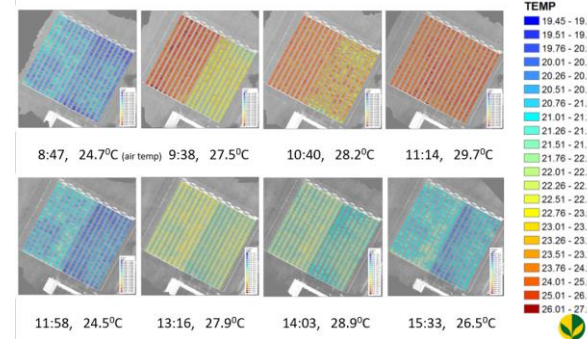 TEMP
19.45 - 19.
19.51 - 19.
19.76 - 20.
20.01 - 20.
20.26 - 20.
20.51 - 20.
20.76 - 21.
21.01 - 21.
21.26 - 21.
21.51 - 21.
21.76 - 22.
22.01 - 22.
22.26 - 22.
22.51 - 22.
22.76 - 23.
23.01 - 23.
23.26 - 23.
23.51 - 23.
23.76 - 24.
24.01 - 25.
25.01 - 26.
26.01 - 27.
8:47, 24.7⁰C (air temp) 9:38, 27.5⁰C 10:40, 28.2⁰C 11:14, 29.7⁰C
11:58, 24.5⁰C 13:16, 27.9⁰C 14:03, 28.9⁰C 15:33, 26.5⁰C